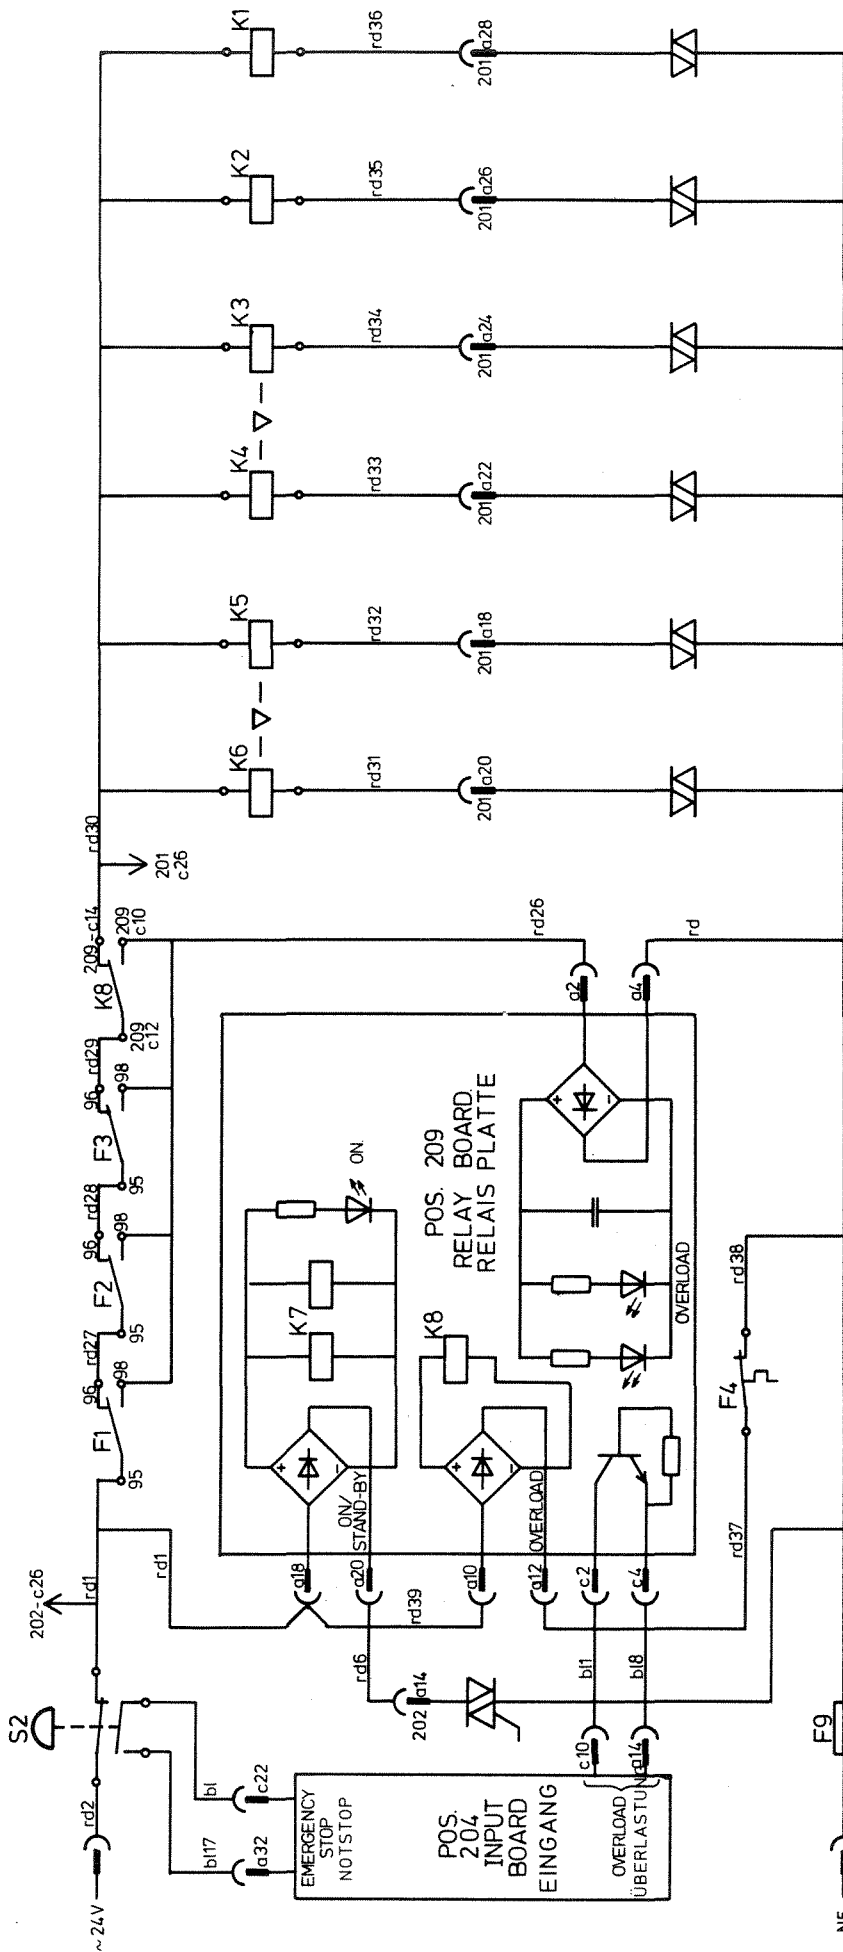 ~24V
rd2
S2
202-c26
rd1
95
F1
96
98
rd27
95
F2
96
98
rd28
95
F3
96
98
rd29
209
c12
K8
209-c14
209
c10
rd30
201
c26
bl17
bl
a32
c22
EMERGENCY
STOP
NOTSTOP
POS.
204
INPUT
BOARD
EINGANG
OVERLOAD
ÜBERLASTUNG
c10
a14
bl1
bl8
rd1
rd6
rd39
202
a14
a18
a20
a10
a12
c2
c4
ON/
STAND-BY
OVERLOAD
K7
ON
K8
POS. 209
RELAY BOARD
RELAIS PLATTE
OVERLOAD
a2
a4
rd26
rd
rd37
F4
rd38
K6
rd31
201
a20
K5
rd32
201
a18
K4
rd33
201
a22
K3
rd34
201
a24
K2
rd35
201
a26
K1
rd36
201
a28
F9